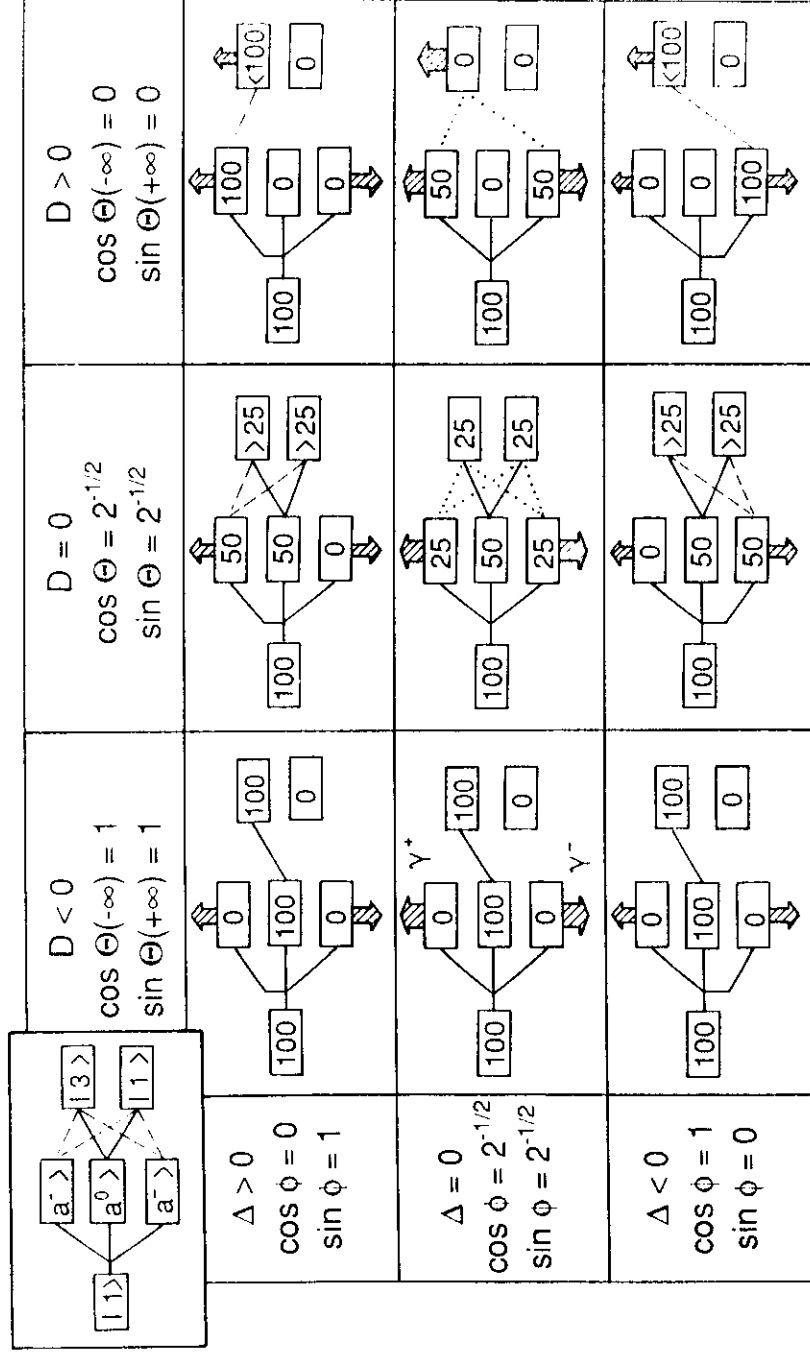 | 1 >
a⁻ >
a⁰ >
a⁻ >
| 3 >
| 1 >
D < 0
cos Θ(-∞) = 1
sin Θ(+∞) = 1
D = 0
cos Θ = 2^-1/2
sin Θ = 2^-1/2
D > 0
cos Θ(-∞) = 0
sin Θ(+∞) = 0
Δ > 0
cos ϕ = 0
sin ϕ = 1
100
0
100
0
100
0
100
50
50
0
>25
>25
100
100
0
0
<100
0
Δ = 0
cos ϕ = 2^-1/2
sin ϕ = 2^-1/2
γ⁺
100
0
100
0
100
0
γ⁻
100
25
50
25
25
25
100
50
0
50
0
0
Δ < 0
cos ϕ = 1
sin ϕ = 0
100
0
100
0
100
0
100
0
50
50
>25
>25
100
0
0
100
<100
0